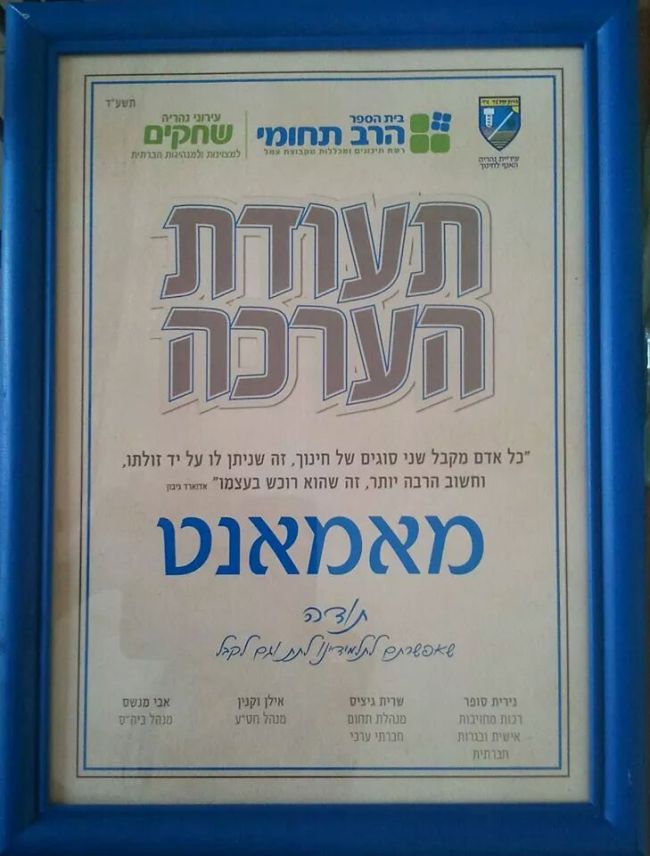 תשע"ד
עירוני נהריה
שחקים
למצוינות ולמנהיגות חברתית
בית הספר
הרב תחומי
רשת תיכונים ומכללות מקבוצת עמל
עיריית נהריה
האגף לחינוך
תעודת
הערכה
"כל אדם מקבל שני סוגים של חינוך, זה שניתן לו על יד זולתו,
וחשוב הרבה יותר, זה שהוא רוכש בעצמו" אדוארד גיבון
מאמאנט
תודה
שאפשרתם לתלמידינו לתת וגם לקבל
נירית סופר
רכזת מחויבות
אישית ובגרות
חברתית
שרית גיציס
מנהלת תחום
חברתי ערכי
אילן וקנין
מנהל חט"ע
אבי מנשס
מנהל ביה"ס